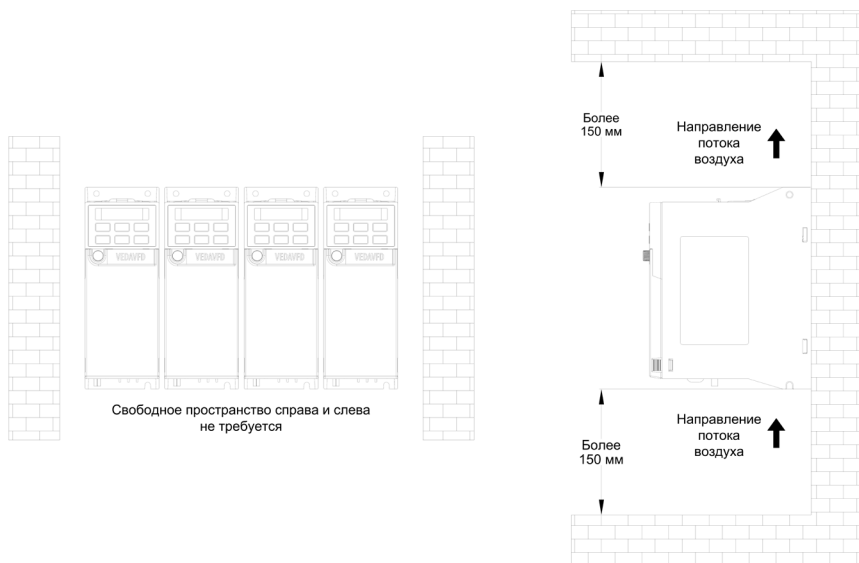 VEDAVFD VEDAVFD VEDAVFD VEDAVFD
Свободное пространство справа и слева
не требуется
Более
150 мм
Направление
потока
воздуха
Более
150 мм
Направление
потока
воздуха